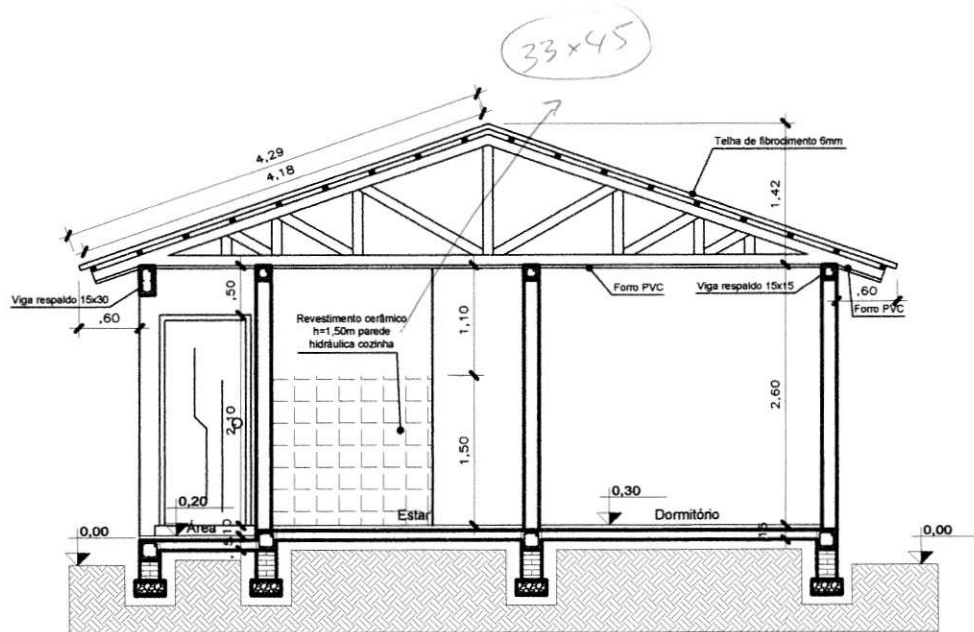 33x45
4,29
4,18
Telha de fibrocimento 6mm
1,42
Viga respaldo 15x30
,60
,50
Revestimento cerâmico
h=1,50m parede
hidráulica cozinha
1,10
Forro PVC
Viga respaldo 15x15
,60
Forro PVC
2,10
1,50
2,60
0,20
Área
Estar
0,30
Dormitório
0,00
,10
,15
0,00